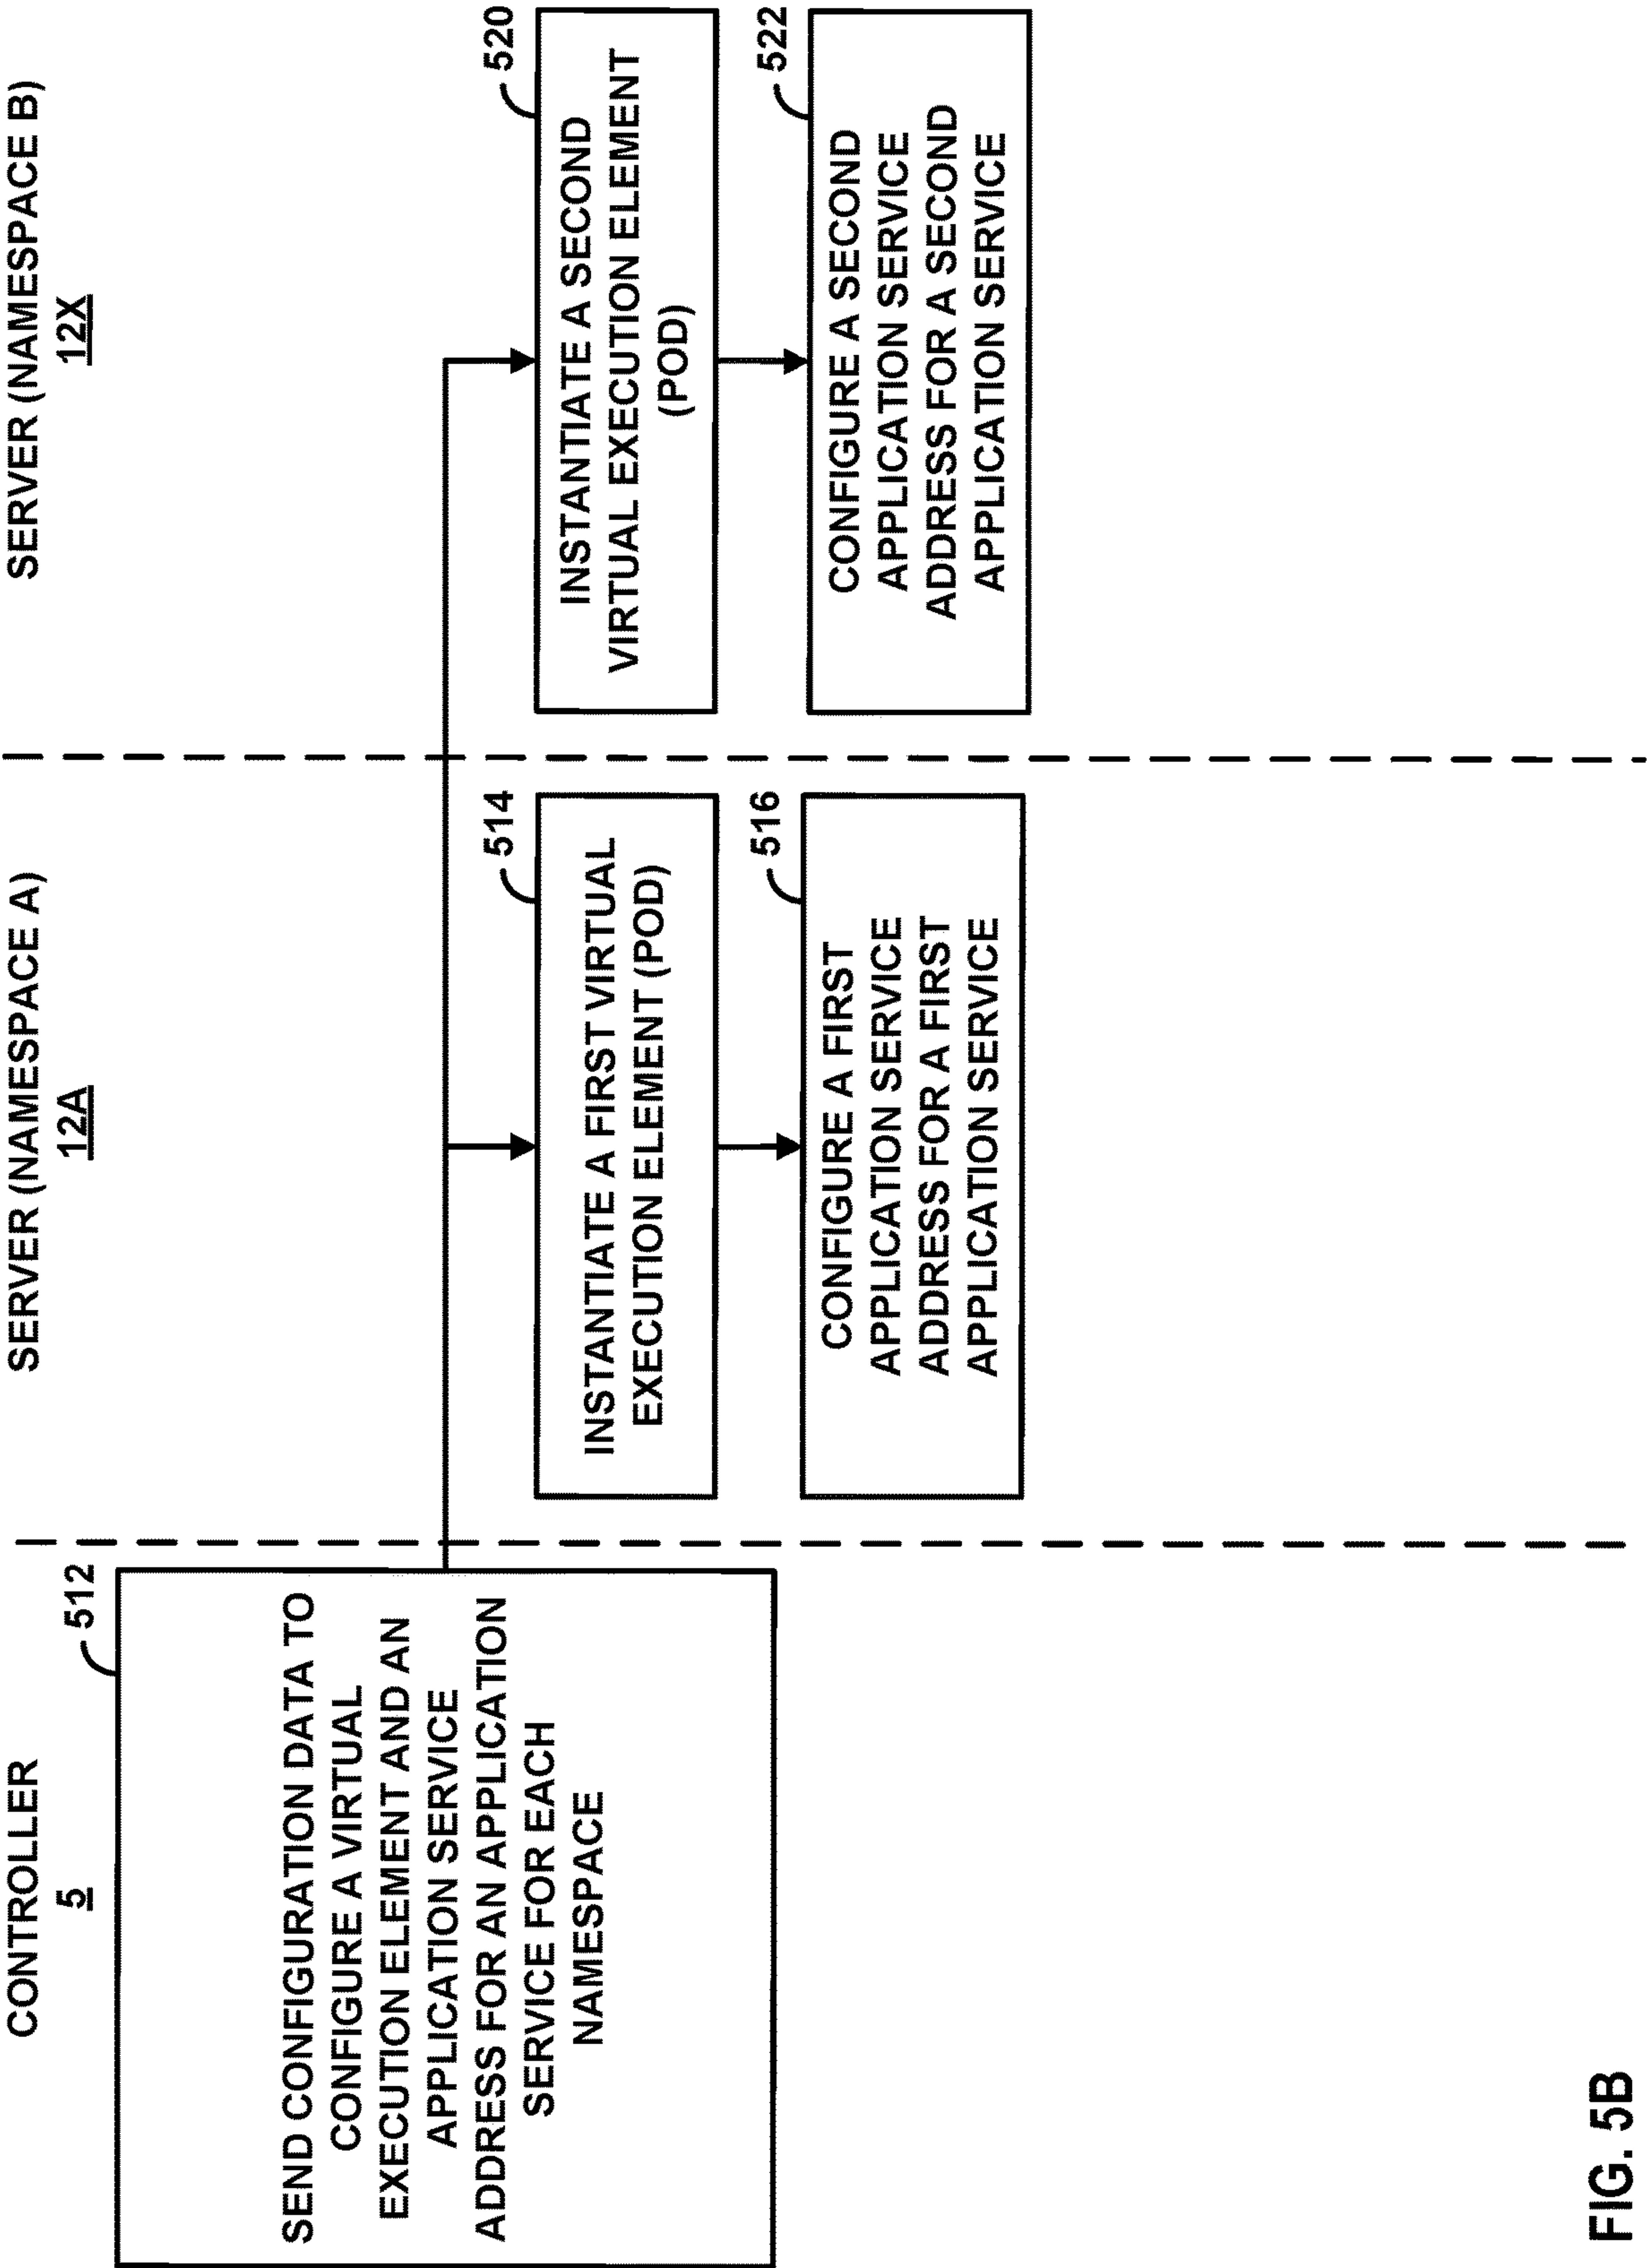 CONTROLLER
5
512
SEND CONFIGURATION DATA TO
CONFIGURE A VIRTUAL
EXECUTION ELEMENT AND AN
APPLICATION SERVICE
ADDRESS FOR AN APPLICATION
SERVICE FOR EACH
NAMESPACE
SERVER (NAMESPACE A)
12A
514
INSTANTIATE A FIRST VIRTUAL
EXECUTION ELEMENT (POD)
516
CONFIGURE A FIRST
APPLICATION SERVICE
ADDRESS FOR A FIRST
APPLICATION SERVICE
SERVER (NAMESPACE B)
12X
520
INSTANTIATE A SECOND
VIRTUAL EXECUTION ELEMENT
(POD)
522
CONFIGURE A SECOND
APPLICATION SERVICE
ADDRESS FOR A SECOND
APPLICATION SERVICE
FIG. 5B